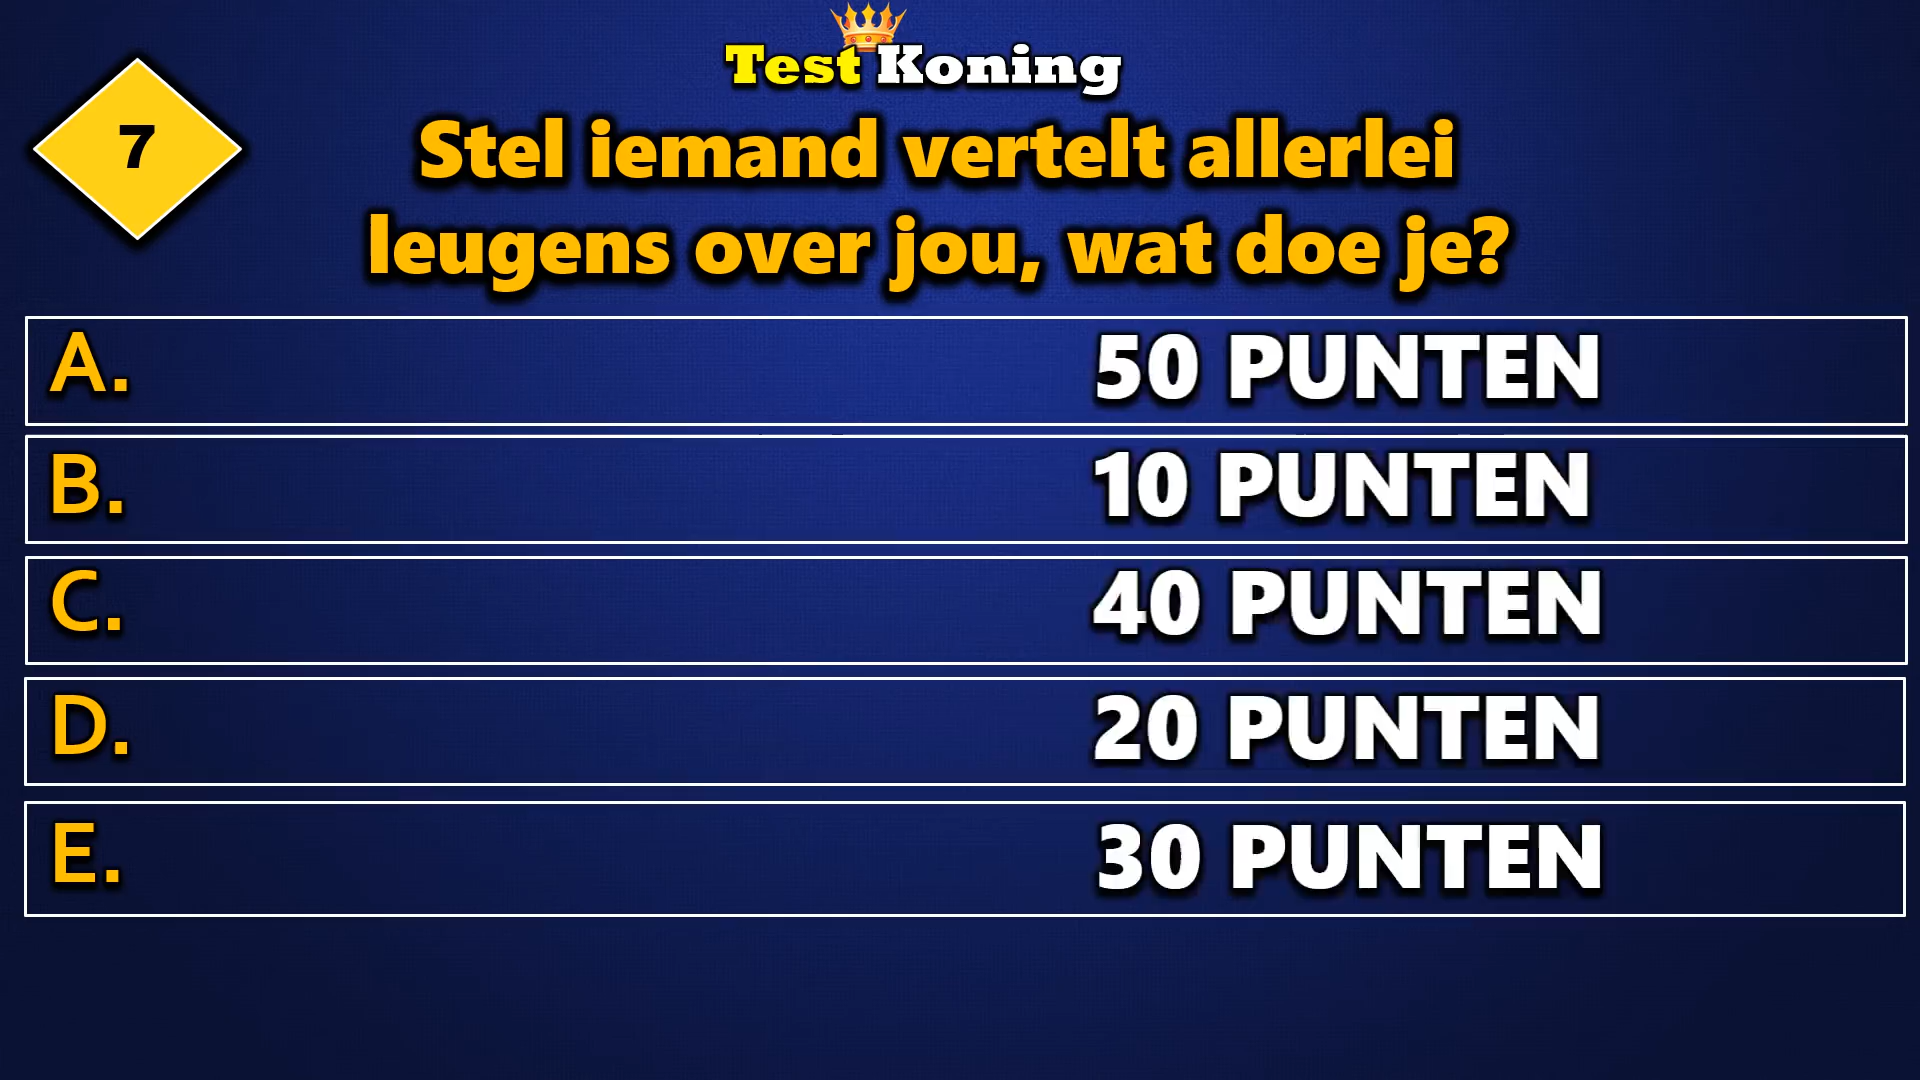 Test Koning
7
Stel iemand vertelt allerlei
leugens over jou, wat doe je?
A. 50 PUNTEN
B. 10 PUNTEN
C. 40 PUNTEN
D. 20 PUNTEN
E. 30 PUNTEN